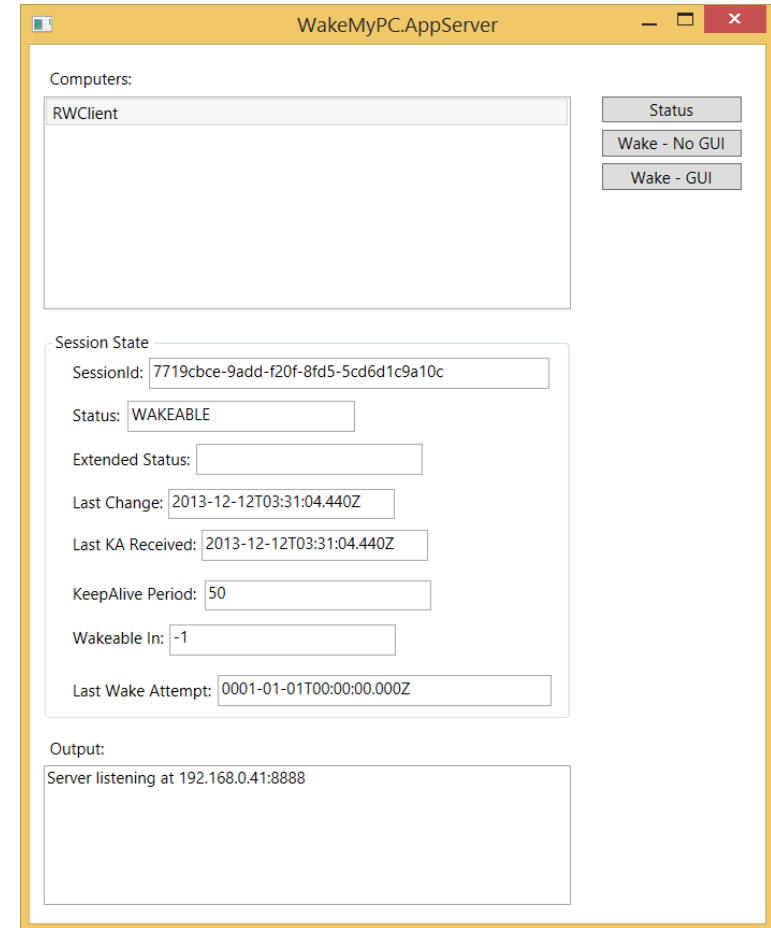 WakeMyPC.AppServer
Computers:
RWClient
Status
Wake - No GUI
Wake - GUI
Session State
SessionId: 7719cbce-9add-f20f-8fd5-5cd6d1c9a10c
Status: WAKEABLE
Extended Status:
Last Change: 2013-12-12T03:31:04.440Z
Last KA Received: 2013-12-12T03:31:04.440Z
KeepAlive Period: 50
Wakeable In: -1
Last Wake Attempt: 0001-01-01T00:00:00.000Z
Output:
Server listening at 192.168.0.41:8888